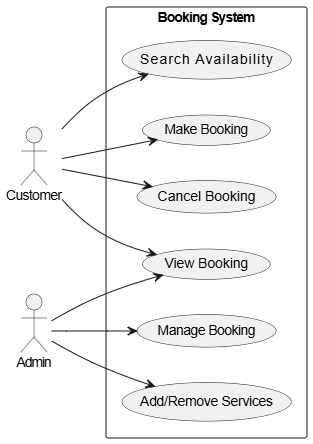 Booking System
Search Availability
Make Booking
Customer
Cancel Booking
View Booking
Admin
Manage Booking
Add/Remove Services